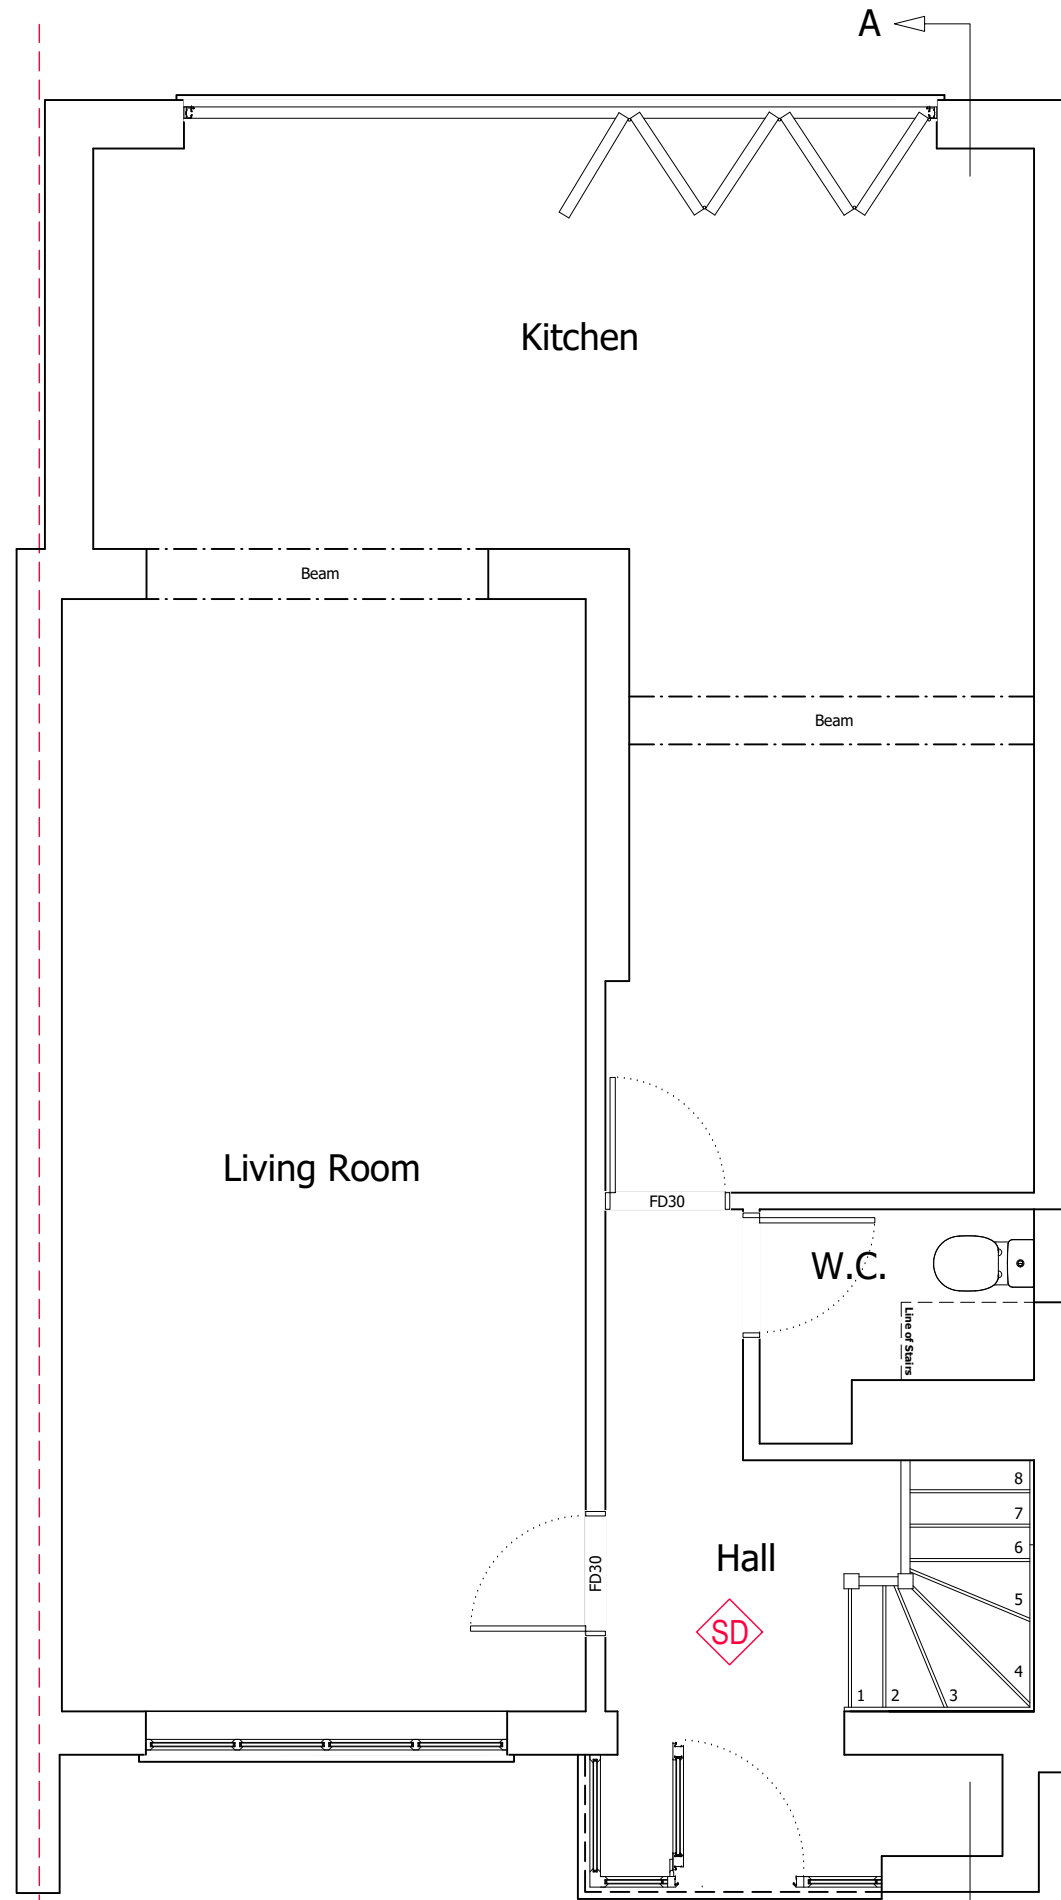 A
Kitchen
Beam
Beam
Living Room
FD30
W.C.
Line of Stairs
8
7
6
FD30
Hall
5
SD
4
1
2
3